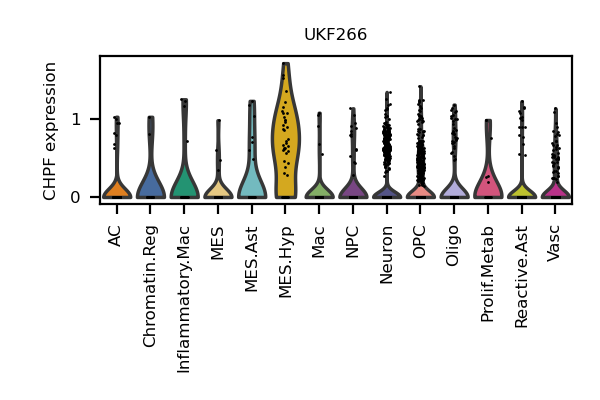 UKF266
CHPF expression
1
0
AC
Chromatin.Reg
Inflammatory.Mac
MES
MES.Ast
MES.Hyp
Mac
NPC
Neuron
OPC
Oligo
Prolif.Metab
Reactive.Ast
Vasc